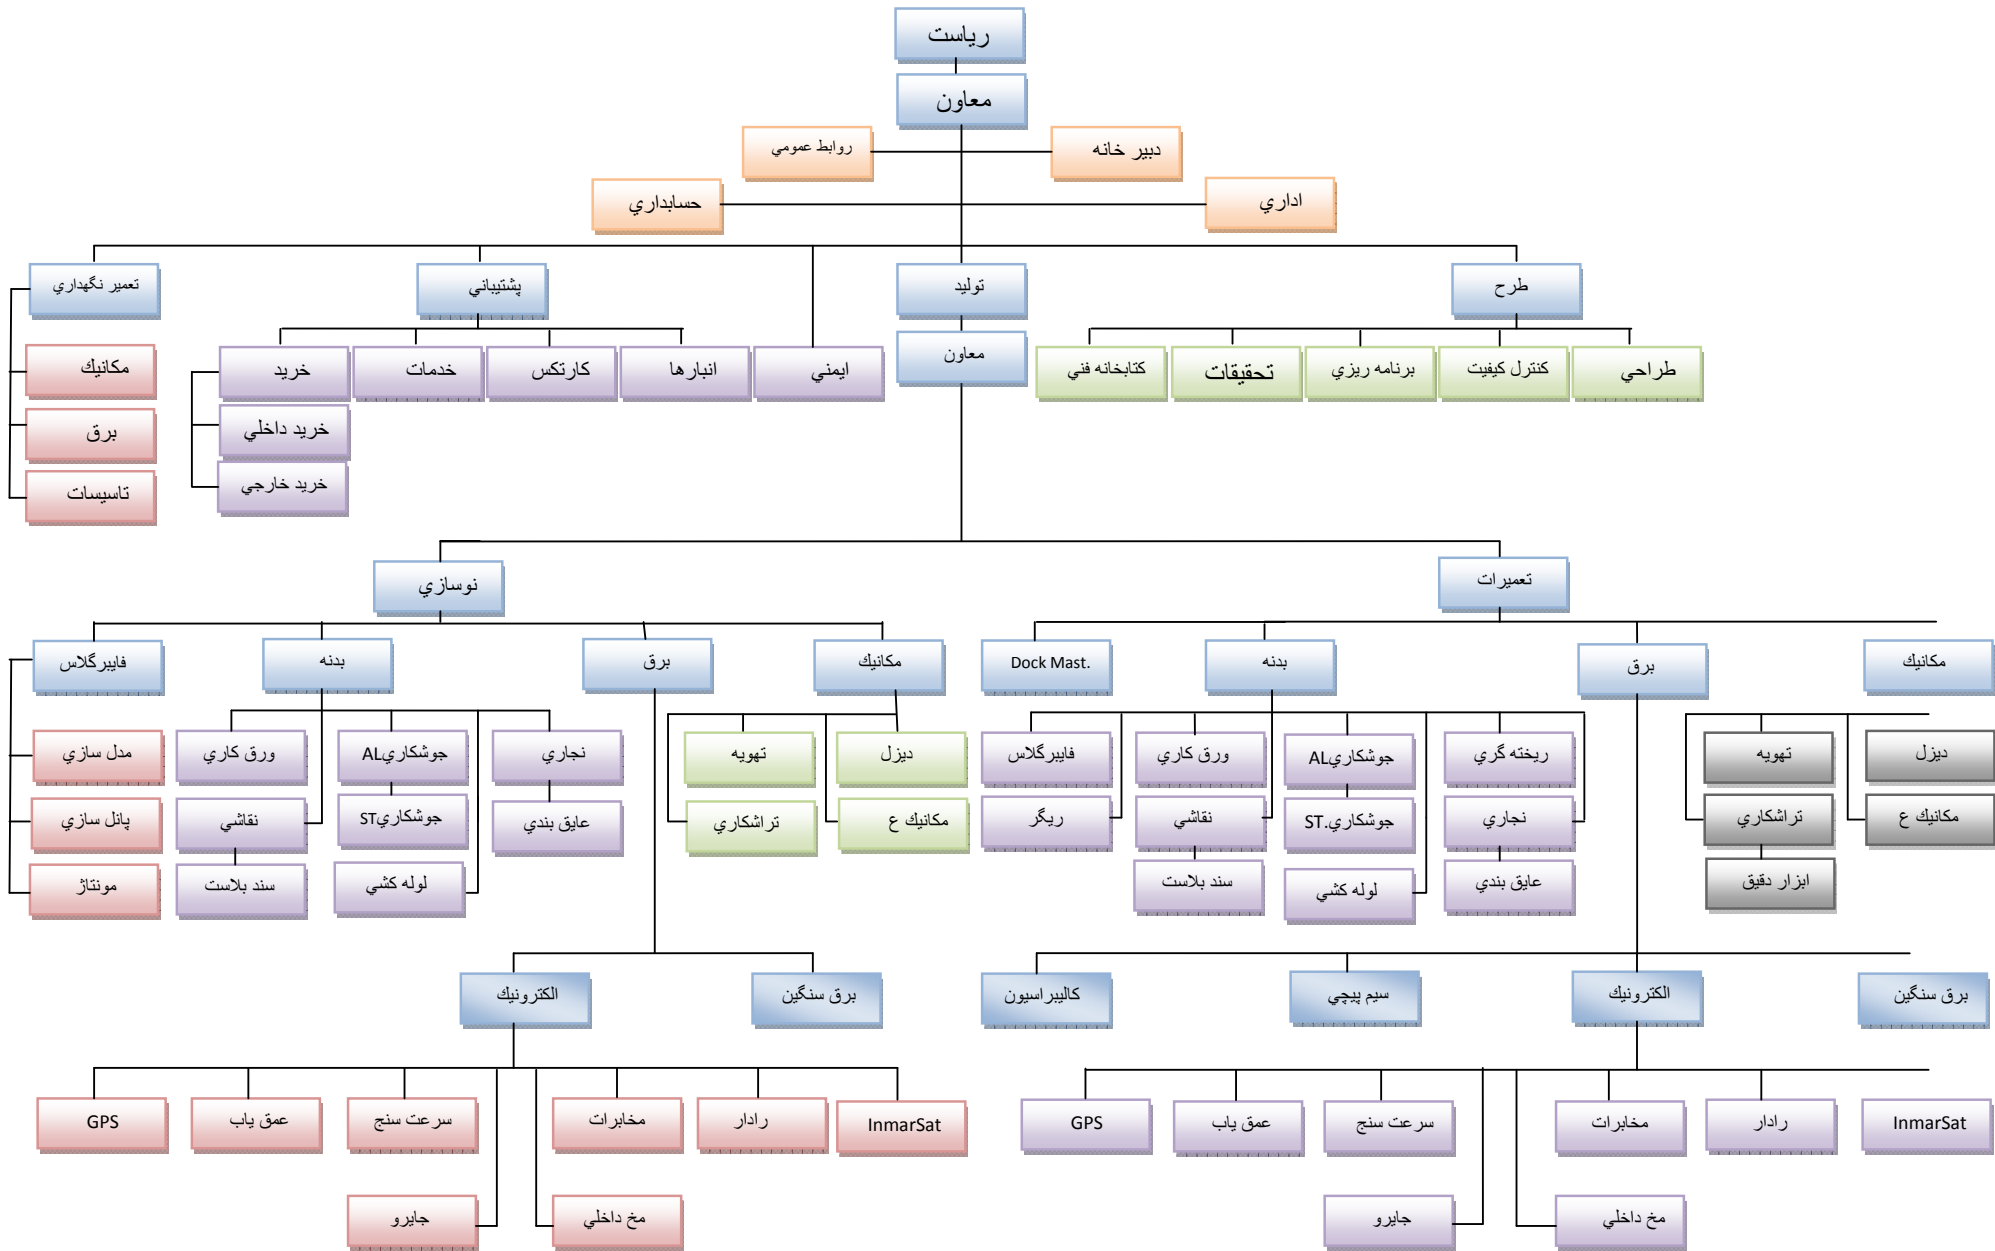 رياست
معاون
دبير خانه
روابط عمومي
اداري
حسابداري
طرح
توليد
پشتيباني
تعمير نگهداري
معاون
طراحي
كنترل كيفيت
برنامه ريزي
تحقيقات
كتابخانه فني
ايمني
انبارها
كارتكس
خدمات
خريد
مكانيك
خريد داخلي
برق
خريد خارجي
تاسيسات
تعميرات
نوسازي
مكانيك
برق
بدنه
Dock Mast.
مكانيك
برق
بدنه
فايبرگلاس
ديزل
تهويه
ريخته گري
جوشكاريAL
ورق كاري
فايبرگلاس
ديزل
تهويه
نجاري
جوشكاريAL
ورق كاري
مدل سازي
مكانيك ع
تراشكاري
نجاري
جوشكاري.ST
نقاشي
ريگر
مكانيك ع
تراشكاري
عايق بندي
جوشكاريST
نقاشي
پانل سازي
ابزار دقيق
عايق بندي
لوله كشي
سند بلاست
لوله كشي
سند بلاست
مونتاژ
برق سنگين
الكترونيك
سيم پيچي
كاليبراسيون
برق سنگين
الكترونيك
InmarSat
رادار
مخابرات
سرعت سنج
عمق ياب
GPS
InmarSat
رادار
مخابرات
سرعت سنج
عمق ياب
GPS
مخ داخلي
جايرو
مخ داخلي
جايرو